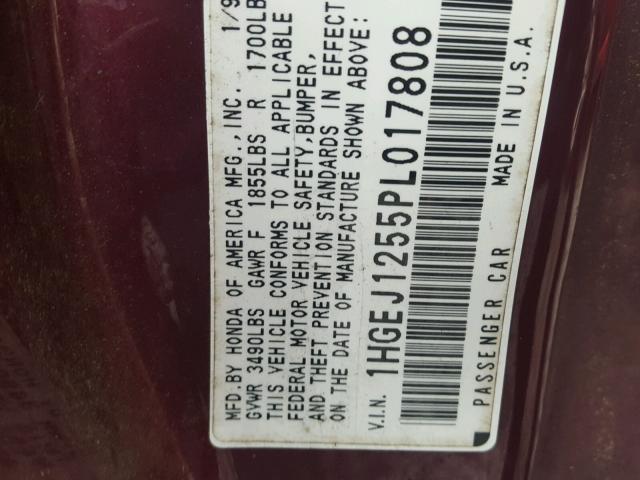 MFD.BY HONDA OF AMERICA MFG.,INC. 1/9
GVWR 3490LBS GAWR F 1855LBS R 1700LB
THIS VEHICLE CONFORMS TO ALL APPLICABLE
FEDERAL MOTOR VEHICLE SAFETY,BUMPER,
AND THEFT PREVENTION STANDARDS IN EFFECT
ON THE DATE OF MANUFACTURE SHOWN ABOVE:
V.I.N. 1HGEJ1255PL017808
PASSENGER CAR MADE IN U.S.A.